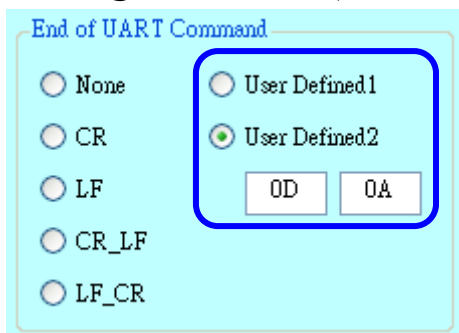 End of UART Command
None
User Defined1
CR
User Defined2
LF
0D 0A
CR_LF
LF_CR